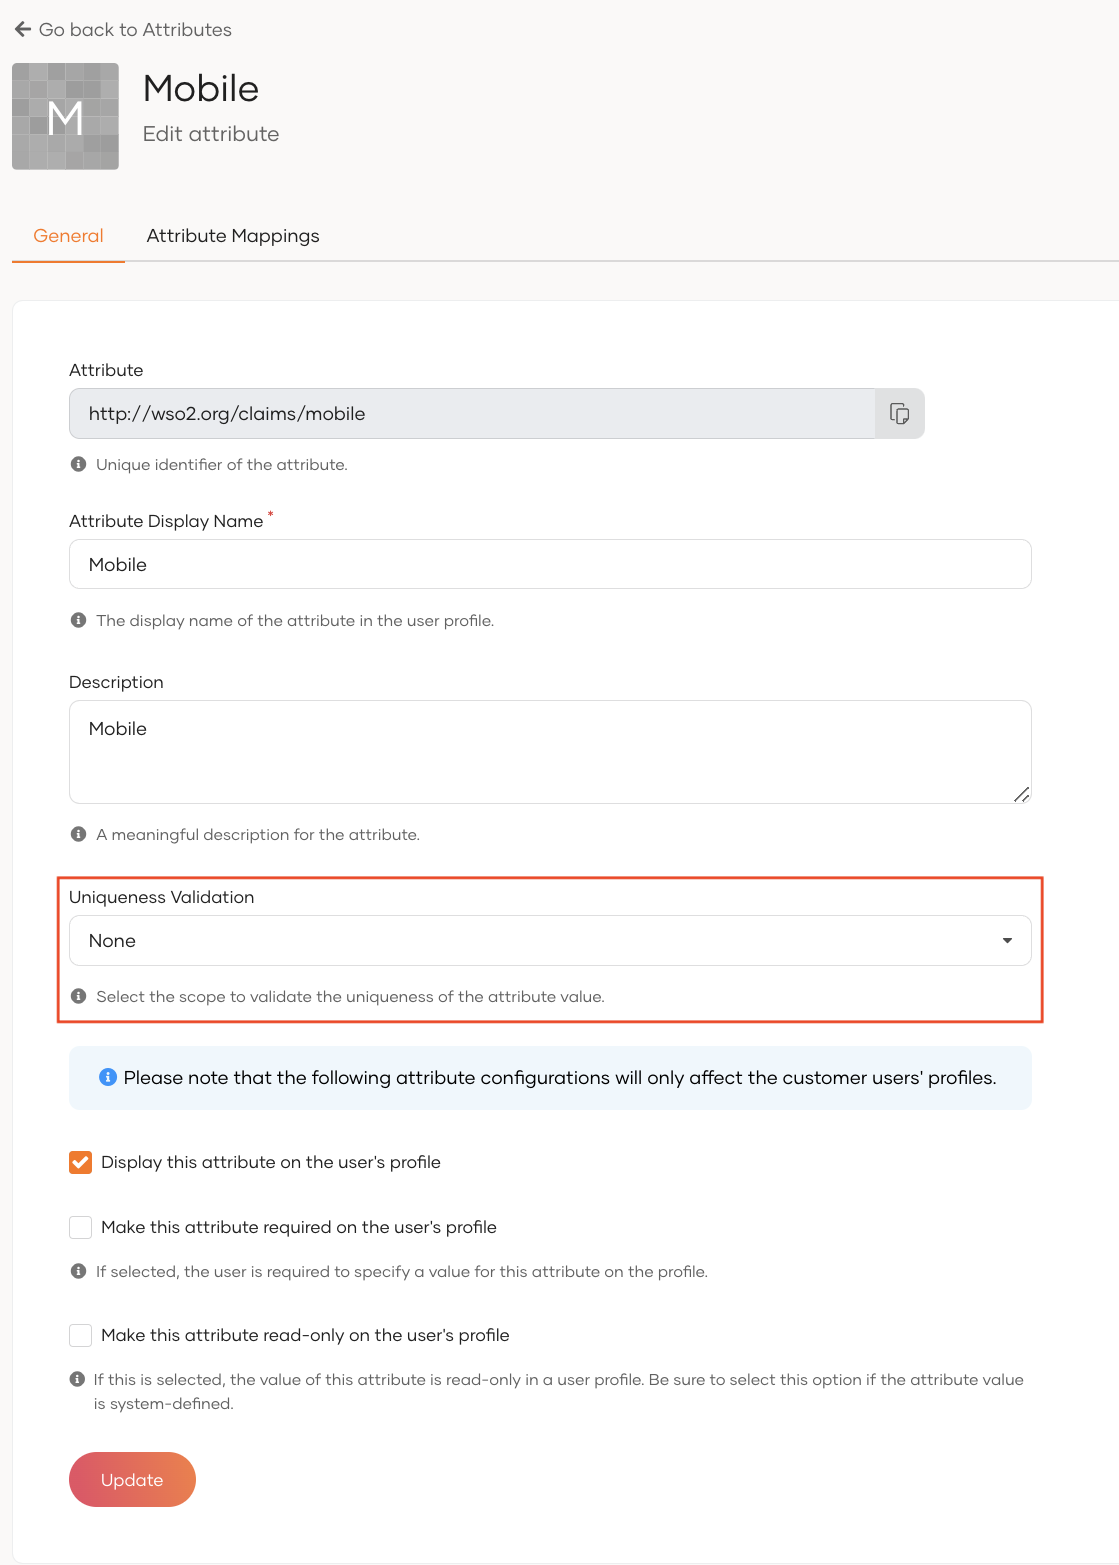 Go back to Attributes
M
Mobile
Edit attribute
General
Attribute Mappings
Attribute
http://wso2.org/claims/mobile
Unique identifier of the attribute.
Attribute Display Name *
Mobile
The display name of the attribute in the user profile.
Description
Mobile
A meaningful description for the attribute.
Uniqueness Validation
None
Select the scope to validate the uniqueness of the attribute value.
Please note that the following attribute configurations will only affect the customer users' profiles.
Display this attribute on the user's profile
Make this attribute required on the user's profile
If selected, the user is required to specify a value for this attribute on the profile.
Make this attribute read-only on the user's profile
If this is selected, the value of this attribute is read-only in a user profile. Be sure to select this option if the attribute value
is system-defined.
Update